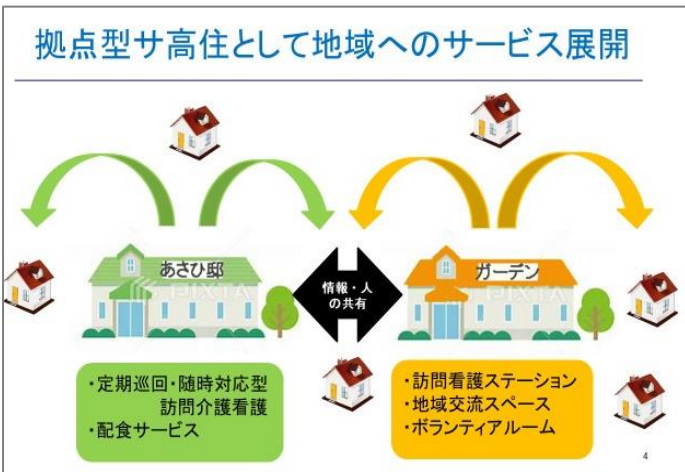 拠点型サ高住として地域へのサービス展開
あさひ邸
ガーデン
情報・人
の共有
PIXTA
PIXTA
・定期巡回・随時対応型
訪問介護看護
・配食サービス
・訪問看護ステーション
・地域交流スペース
・ボランティアルーム
4